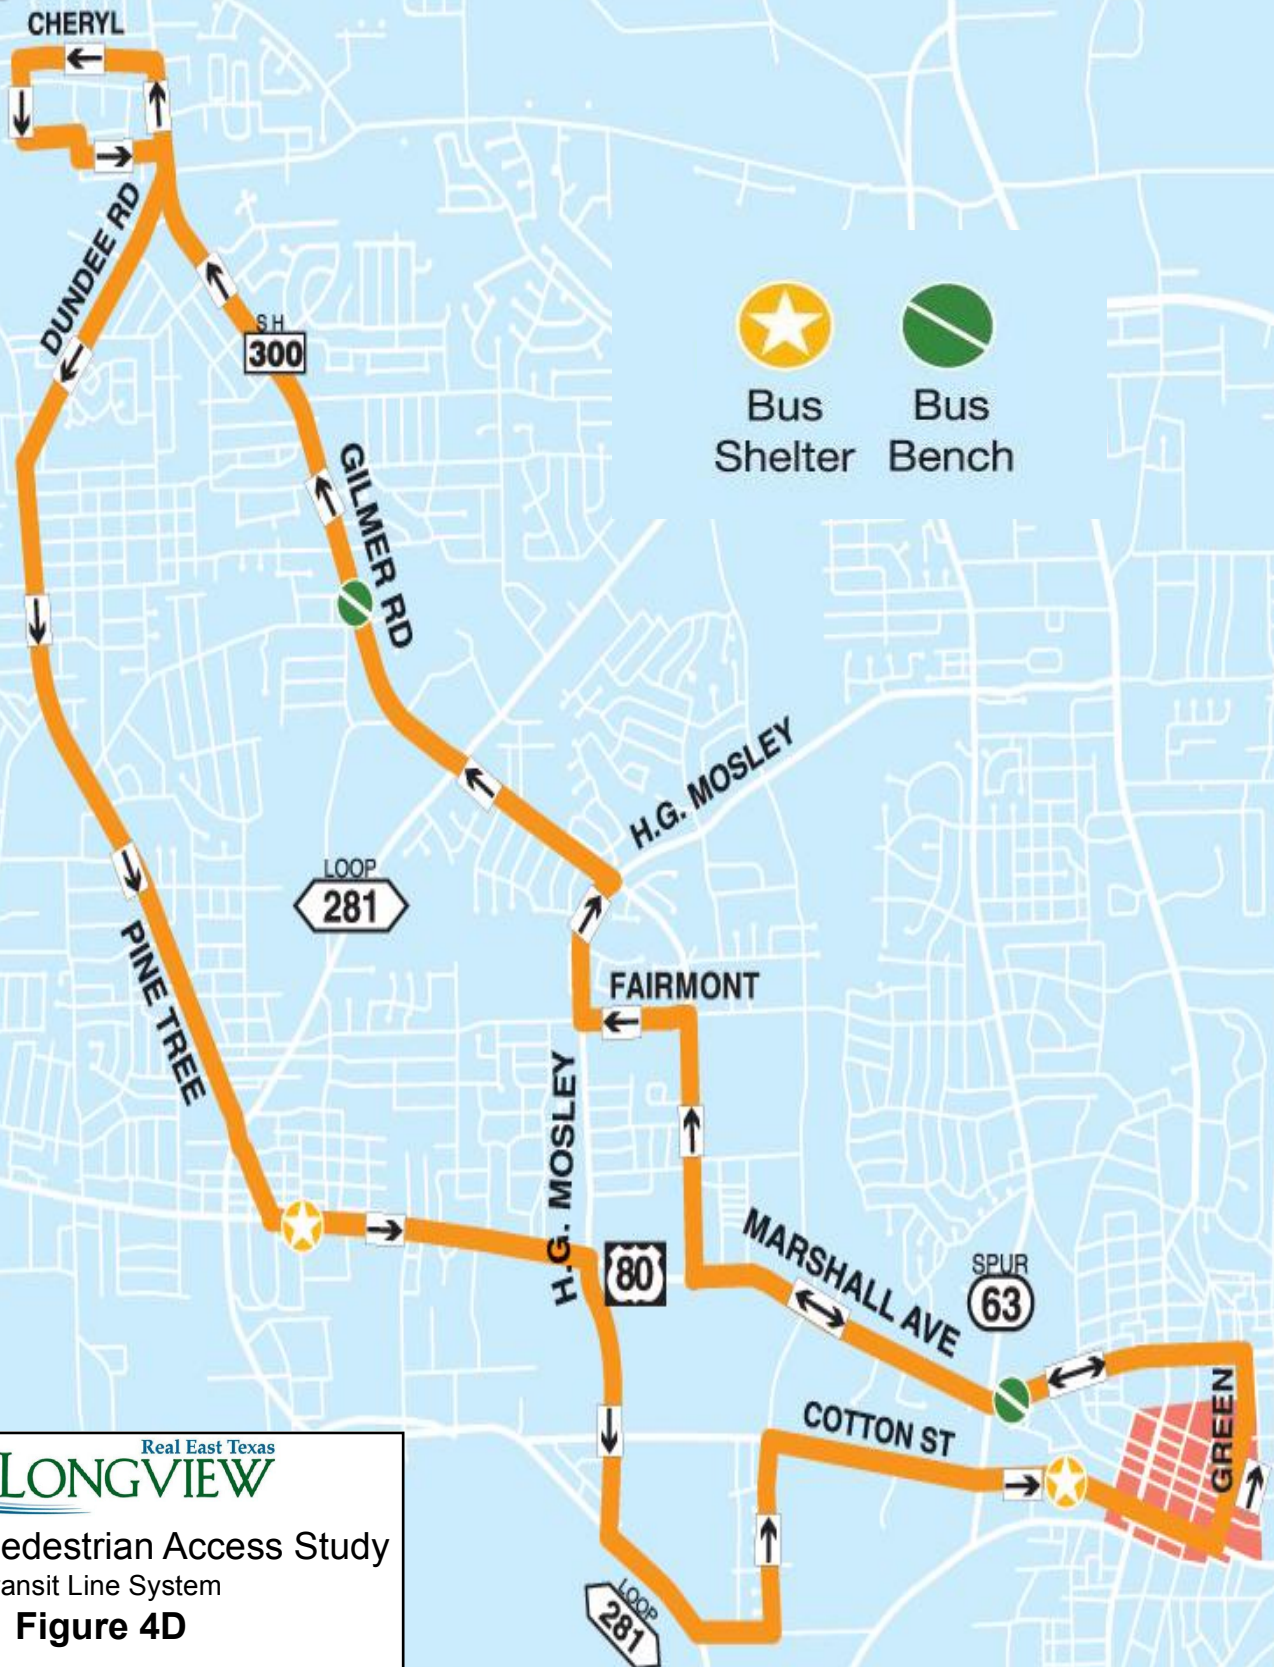 CHERYL
DUNDEE RD
SH
300
GILMER RD
Bus
Shelter
Bus
Bench
H.G. MOSLEY
LOOP
281
PINE TREE
FAIRMONT
H.G. MOSLEY
80
MARSHALL AVE
SPUR
63
COTTON ST
GREEN
LOOP
281
Real East Texas
LONGVIEW
edestrian Access Study
ansit Line System
Figure 4D